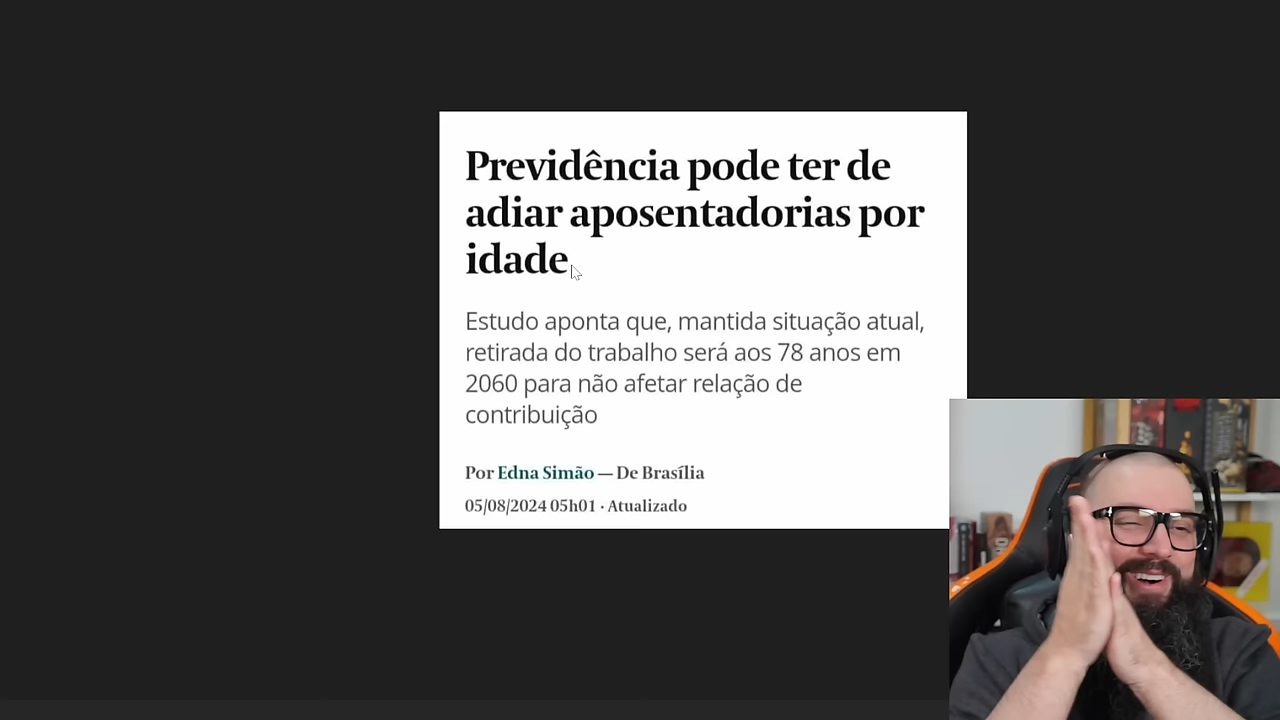 Previdência pode ter de
adiar aposentadorias por
idade
Estudo aponta que, mantida situação atual,
retirada do trabalho será aos 78 anos em
2060 para não afetar relação de
contribuição
Por Edna Simão — De Brasília
05/08/2024 05h01 · Atualizado